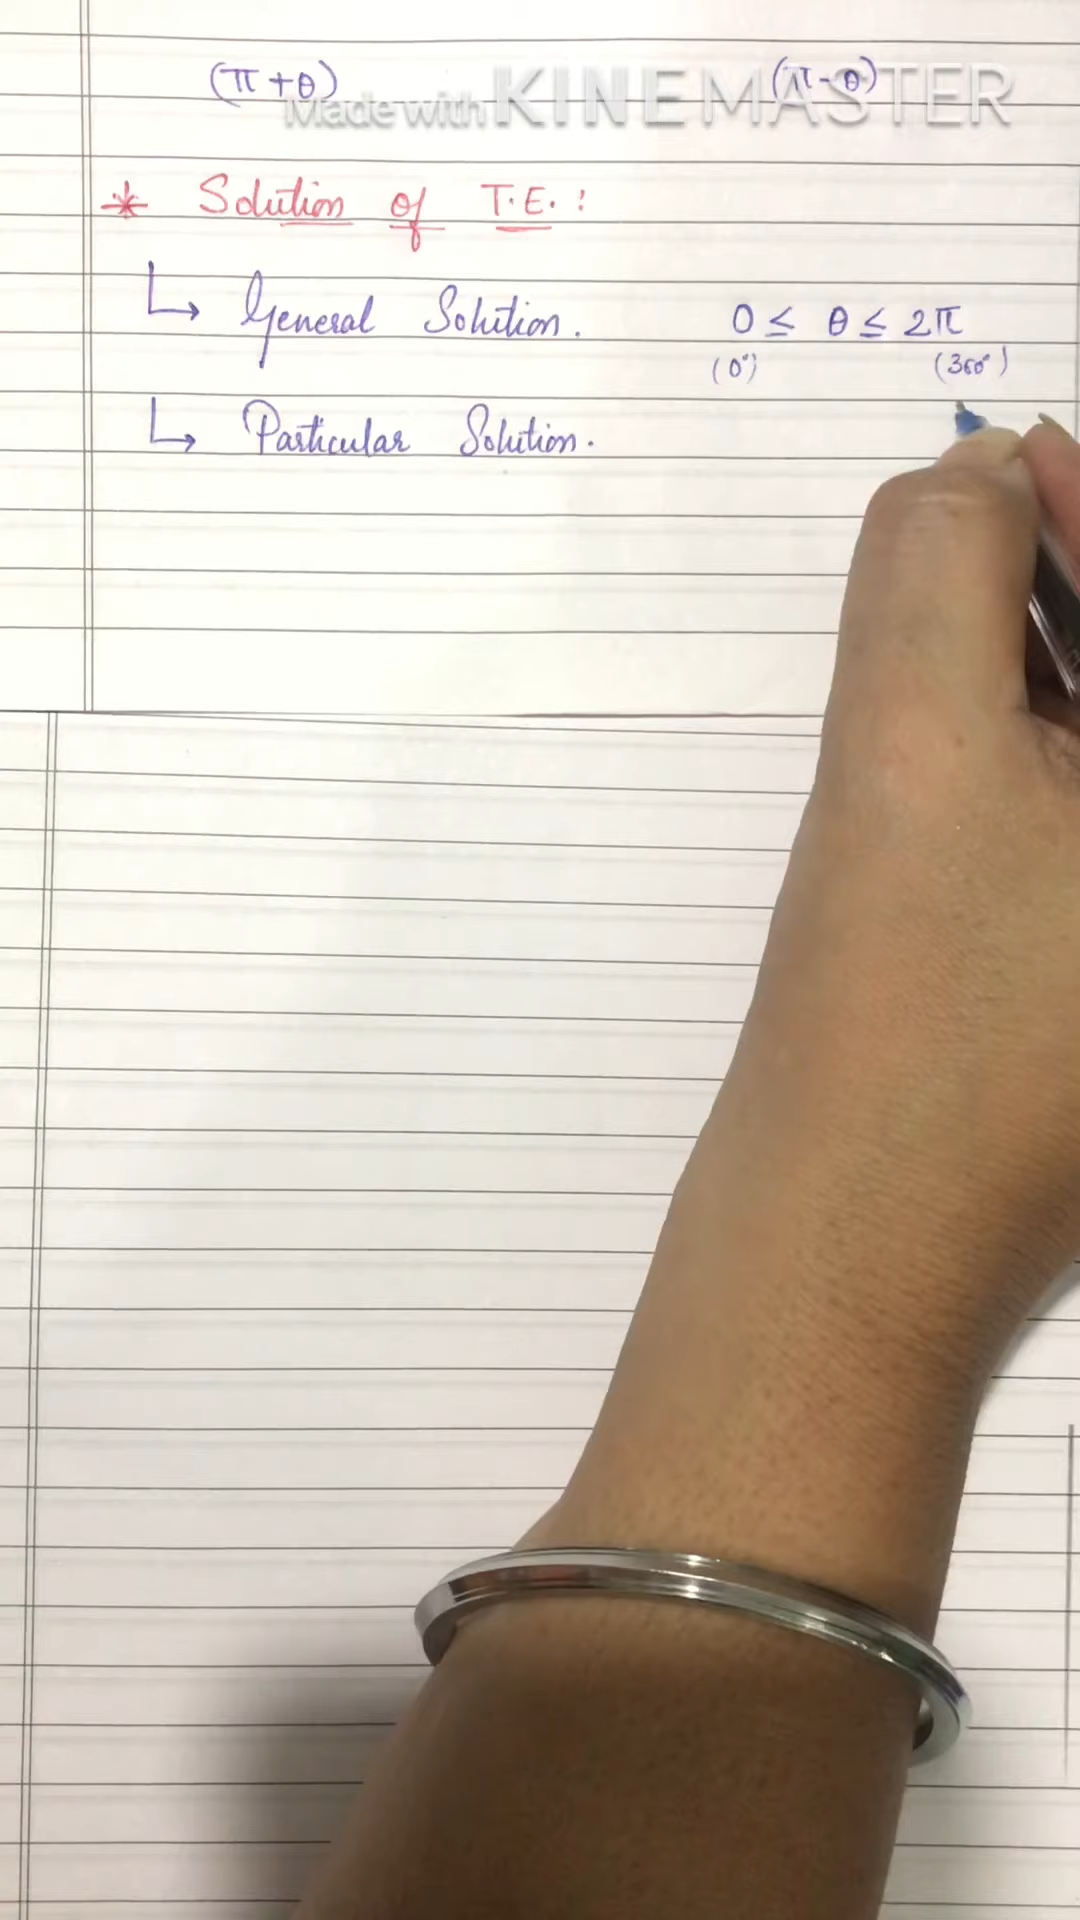 (π + θ) (π - θ)
Made with KINEMASTER
* Solution of T.E. :
↳ General Solution. 0 ≤ θ ≤ 2π
(0°) (360°)
↳ Particular Solution.